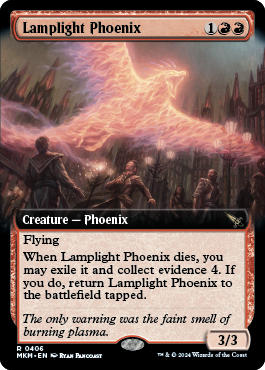 Lamplight Phoenix 1
Creature — Phoenix
Flying
When Lamplight Phoenix dies, you
may exile it and collect evidence 4. If
you do, return Lamplight Phoenix to
the battlefield tapped.
The only warning was the faint smell of
burning plasma.
3/3
R 0406
MKM • EN Ryan Pancoast
™ & © 2024 Wizards of the Coast